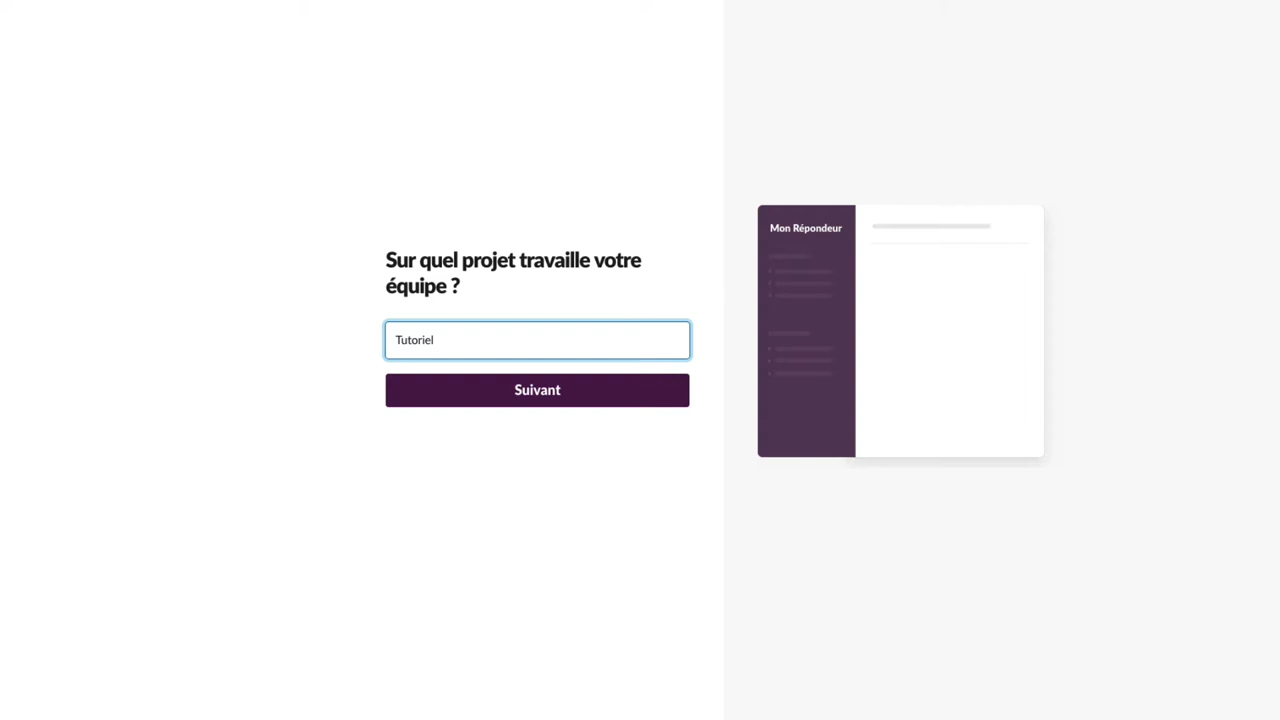 Sur quel projet travaille votre
équipe ?
Tutoriel
Suivant
Mon Répondeur